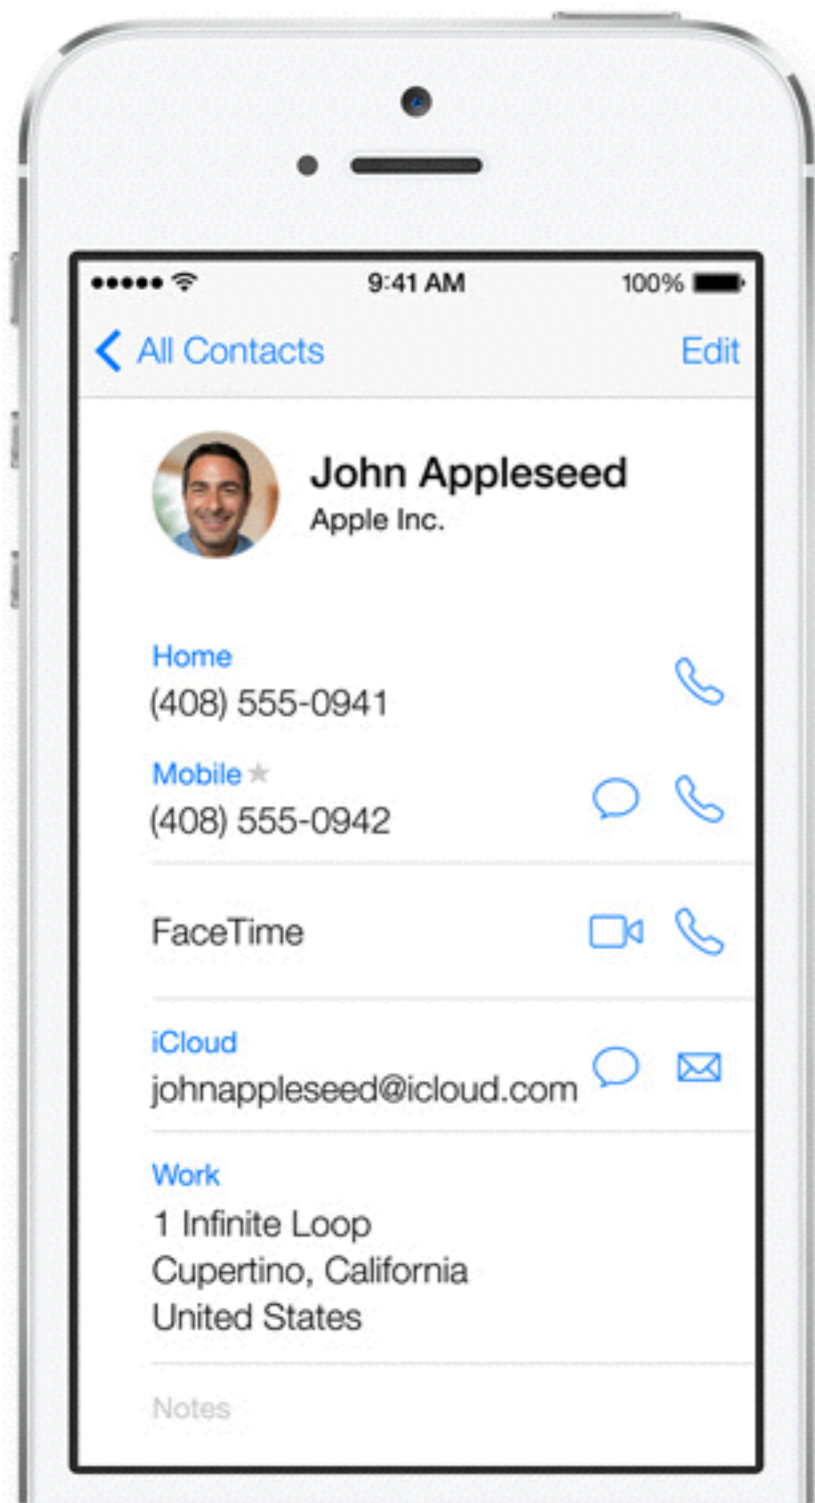 9:41 AM 100%
All Contacts Edit
John Appleseed
Apple Inc.
Home
(408) 555-0941
Mobile
(408) 555-0942
FaceTime
iCloud
johnappleseed@icloud.com
Work
1 Infinite Loop
Cupertino, California
United States
Notes